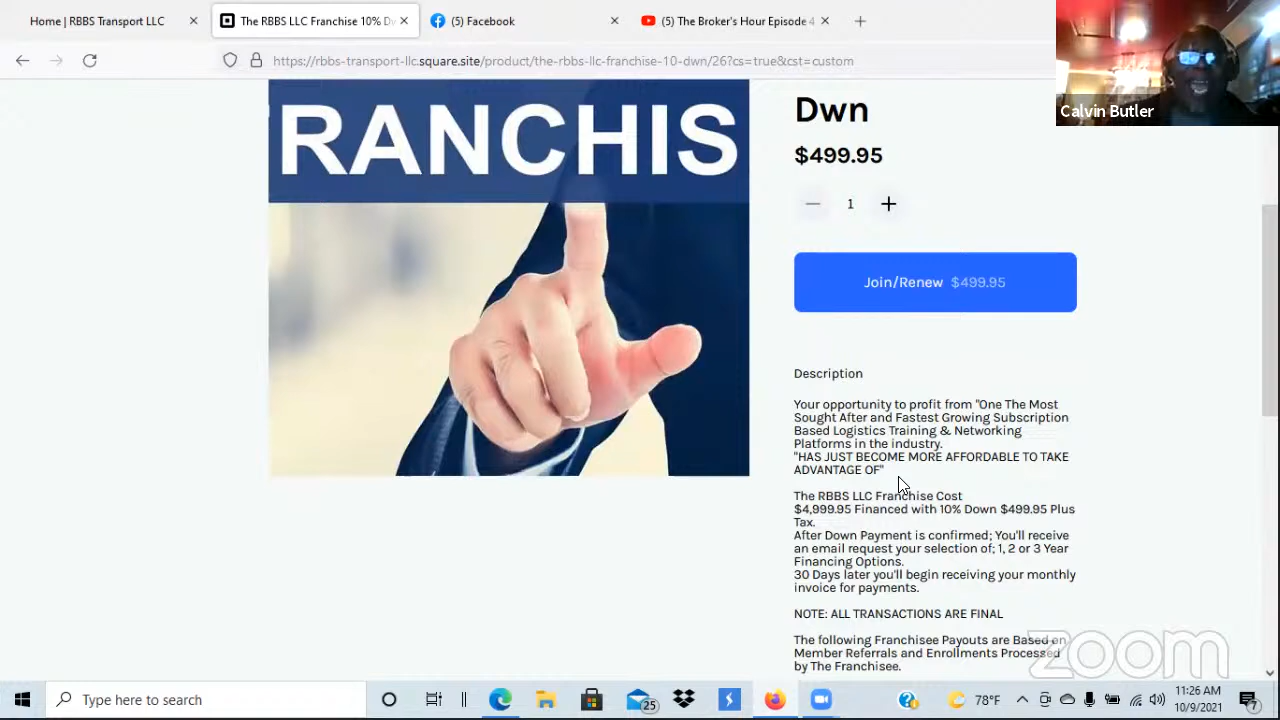 Home | RBBS Transport LLC
The RBBS LLC Franchise 10% D
(5) Facebook
(5) The Broker's Hour Episode 4
https://rbbs-transport-llc.square.site/product/the-rbbs-llc-franchise-10-dwn/26?cs=true&cst=custom
Calvin Butler
RANCHIS
Dwn
$499.95
1
Join/Renew $499.95
Description
Your opportunity to profit from "One The Most
Sought After and Fastest Growing Subscription
Based Logistics Training & Networking
Platforms in the industry.
"HAS JUST BECOME MORE AFFORDABLE TO TAKE
ADVANTAGE OF"
The RBBS LLC Franchise Cost
$4,999.95 Financed with 10% Down $499.95 Plus
Tax.
After Down Payment is confirmed; You'll receive
an email request your selection of; 1, 2 or 3 Year
Financing Options.
30 Days later you'll begin receiving your monthly
invoice for payments.
NOTE: ALL TRANSACTIONS ARE FINAL
The following Franchisee Payouts are Based on
Member Referrals and Enrollments Processed
by The Franchisee.
zoom
Type here to search
25
78°F
11:26 AM
10/9/2021
7